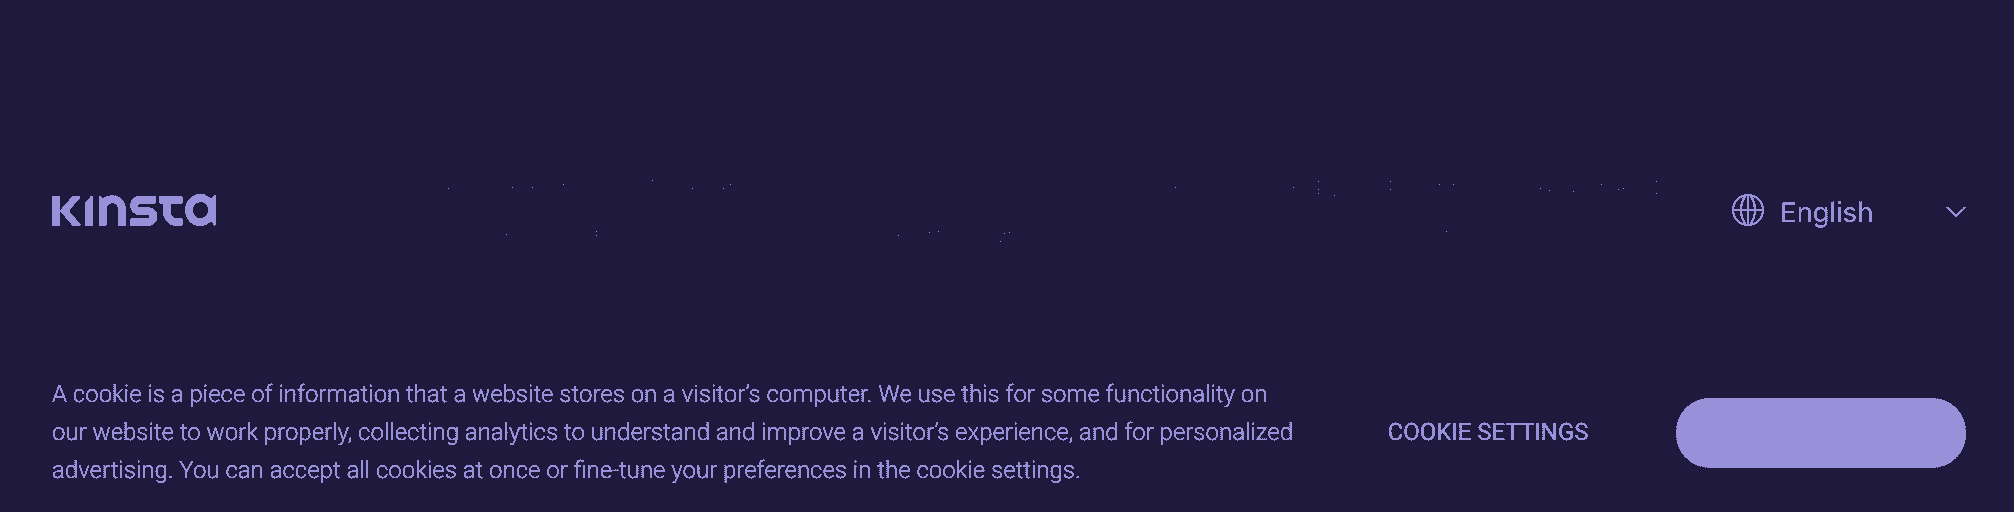 KINSTA
English
A cookie is a piece of information that a website stores on a visitor’s computer. We use this for some functionality on
our website to work properly, collecting analytics to understand and improve a visitor’s experience, and for personalized
advertising. You can accept all cookies at once or fine-tune your preferences in the cookie settings.
COOKIE SETTINGS